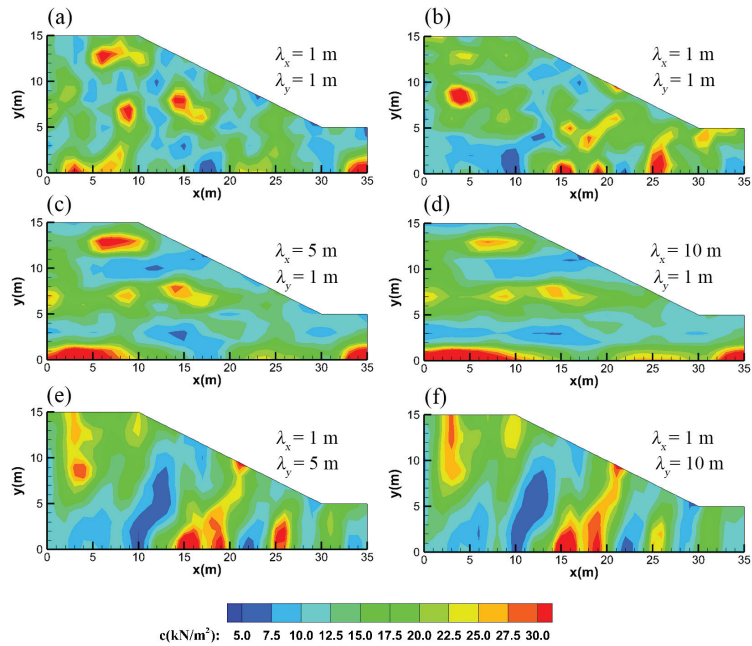 (a)
λx = 1 m
λy = 1 m
15
10
5
0
y(m)
0 5 10 15 20 25 30 35
x(m)
(b)
λx = 1 m
λy = 1 m
15
10
5
0
y(m)
0 5 10 15 20 25 30 35
x(m)
(c)
λx = 5 m
λy = 1 m
15
10
5
0
y(m)
0 5 10 15 20 25 30 35
x(m)
(d)
λx = 10 m
λy = 1 m
15
10
5
0
y(m)
0 5 10 15 20 25 30 35
x(m)
(e)
λx = 1 m
λy = 5 m
15
10
5
0
y(m)
0 5 10 15 20 25 30 35
x(m)
(f)
λx = 1 m
λy = 10 m
15
10
5
0
y(m)
0 5 10 15 20 25 30 35
x(m)
c(kN/m²): 5.0 7.5 10.0 12.5 15.0 17.5 20.0 22.5 25.0 27.5 30.0